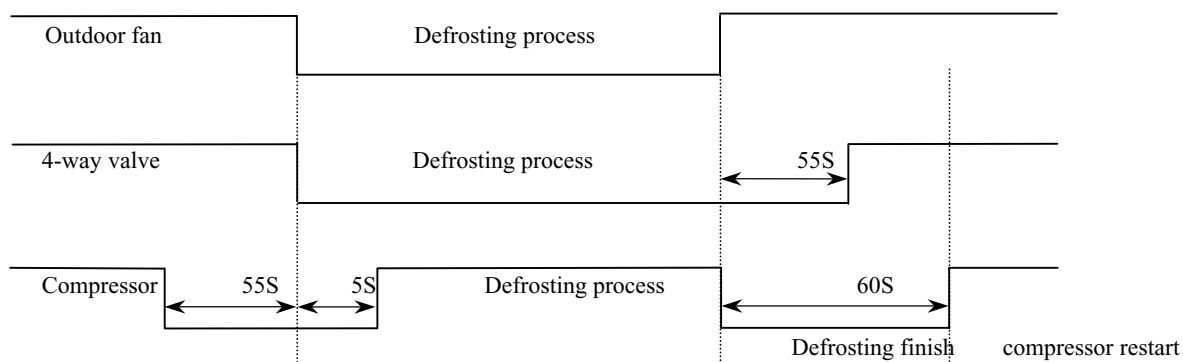 Outdoor fan Defrosting process
4-way valve Defrosting process 55S
Compressor 55S 5S Defrosting process 60S
Defrosting finish compressor restart